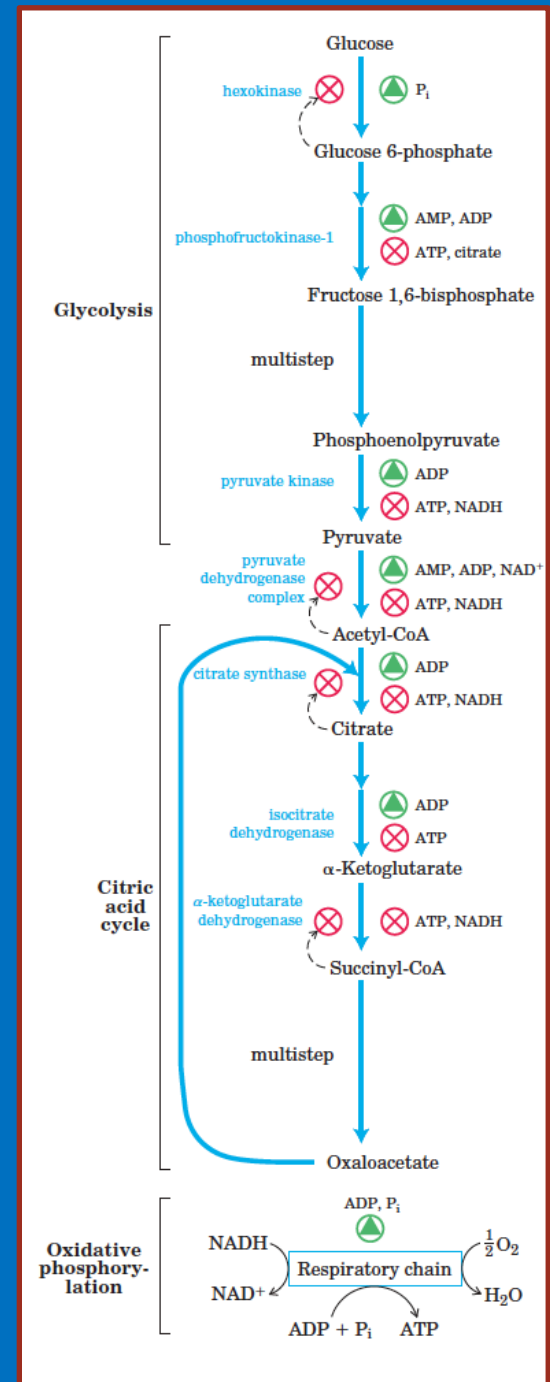 Glucose
hexokinase
Pi
Glucose 6-phosphate
AMP, ADP
phosphofructokinase-1
ATP, citrate
Fructose 1,6-bisphosphate
Glycolysis
multistep
Phosphoenolpyruvate
ADP
pyruvate kinase
ATP, NADH
Pyruvate
pyruvate
dehydrogenase
complex
AMP, ADP, NAD+
ATP, NADH
Acetyl-CoA
ADP
citrate synthase
ATP, NADH
Citrate
ADP
isocitrate
dehydrogenase
ATP
α-Ketoglutarate
Citric
acid
cycle
α-ketoglutarate
dehydrogenase
ATP, NADH
Succinyl-CoA
multistep
Oxaloacetate
ADP, Pi
Oxidative
phosphory-
lation
NADH
1/2 O2
Respiratory chain
NAD+
H2O
ADP + Pi
ATP